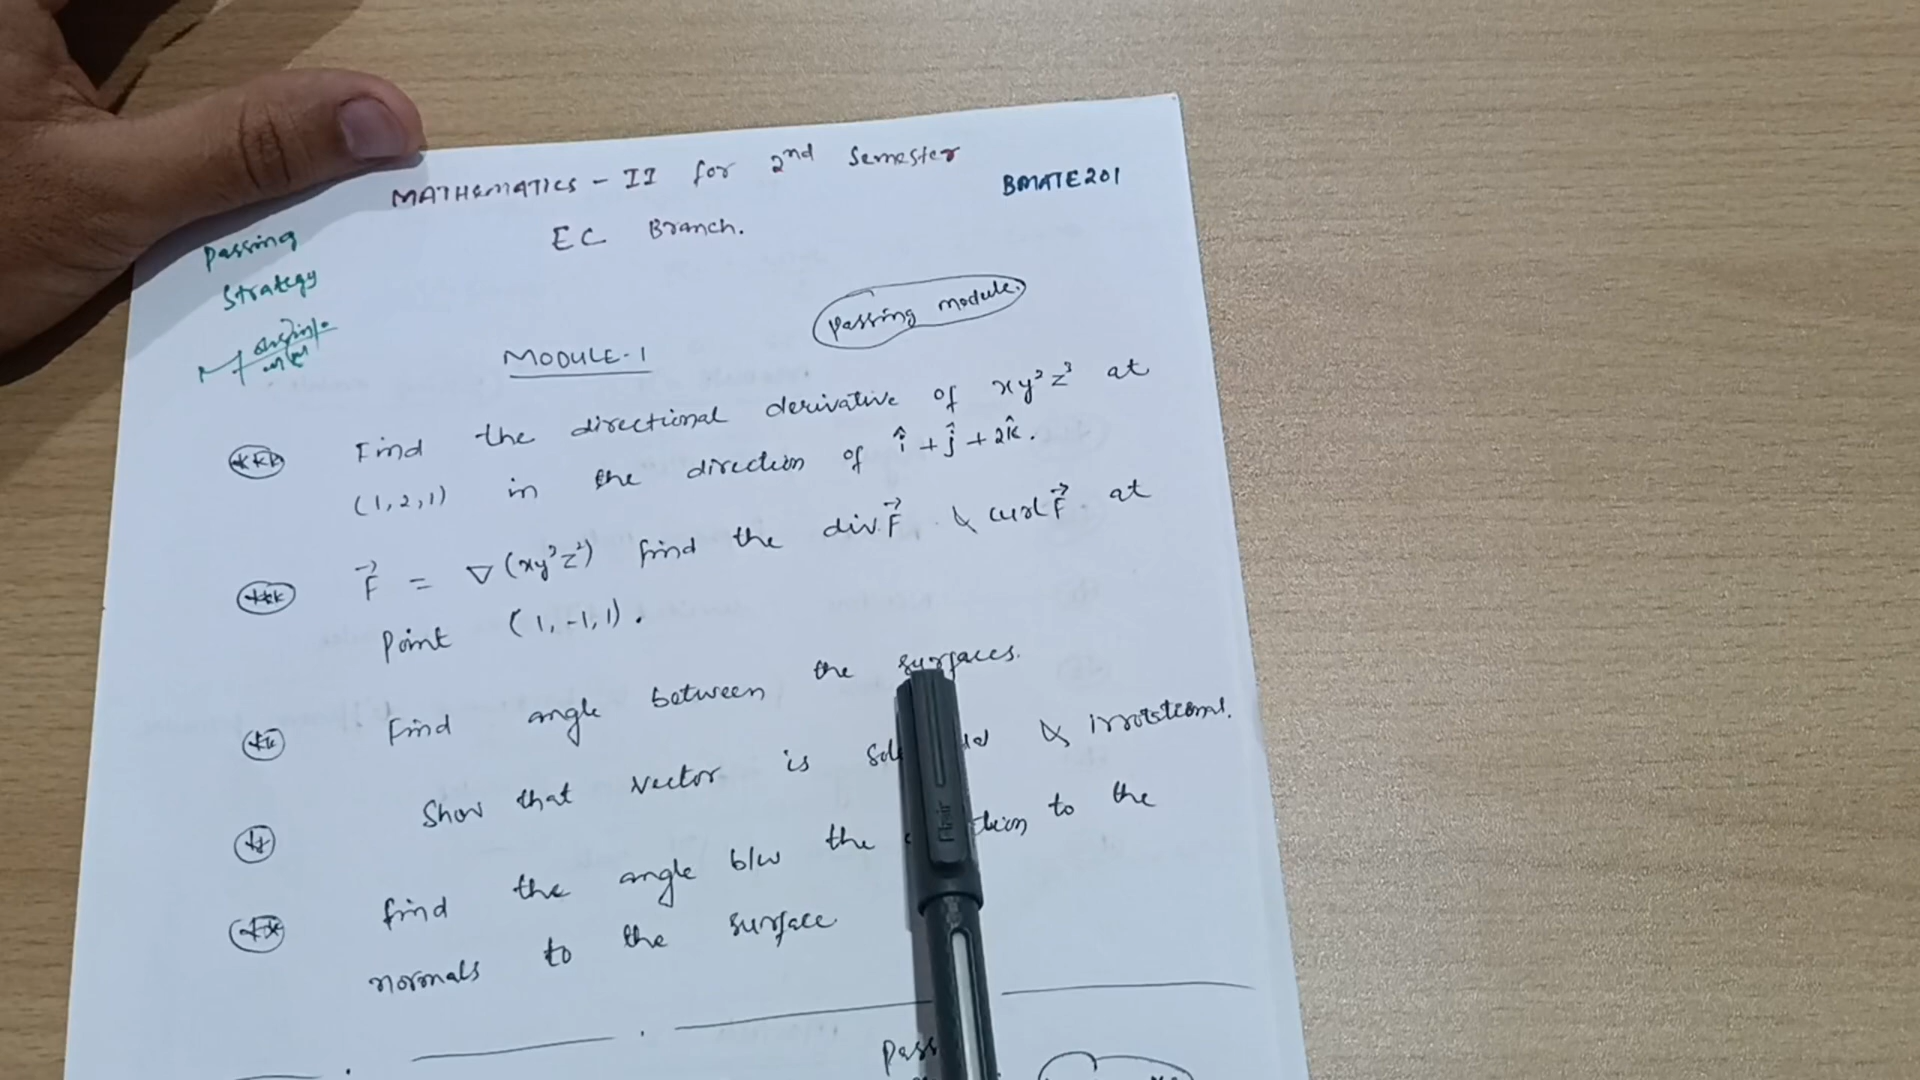 MATHEMATICS - II for 2nd Semester
BMATE201
EC Branch.
Passing
Strategy
Passing module.
MODULE-1
*** Find the directional derivative of xy²z³ at
(1,2,1) in the direction of î + ĵ + 2k̂.
*** F⃗ = ∇(xy³z²) find the div F⃗ & curl F⃗ at
Point (1,-1,1).
** Find angle between the surfaces.
** Show that vector is & irrotational.
** find the angle b/w the to the
normals to the surface
Flair